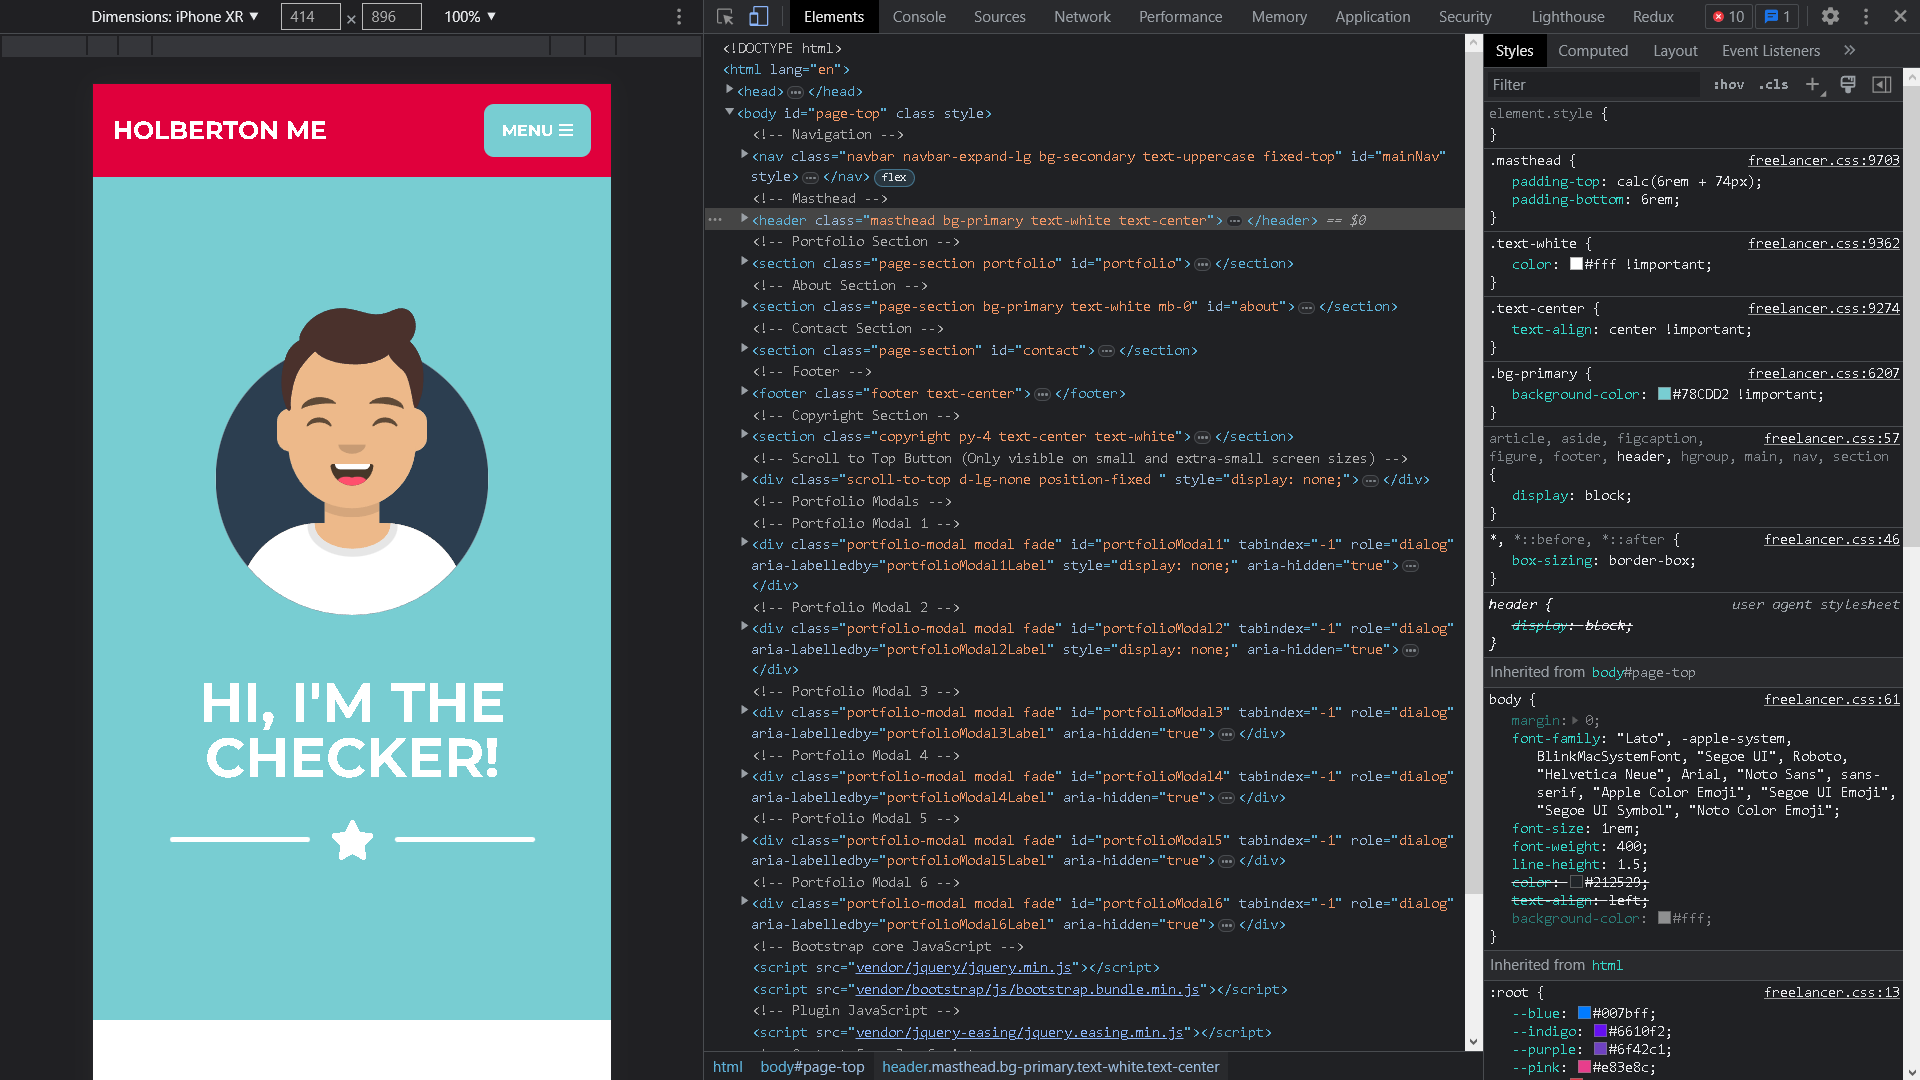 Dimensions: iPhone XR ▼ 414 × 896 100% ▼
HOLBERTON ME
MENU
HI, I'M THE
CHECKER!
Elements Console Sources Network Performance Memory Application Security Lighthouse Redux 10 1
<!DOCTYPE html>
<html lang="en">
<head> … </head>
<body id="page-top" class style>
<!-- Navigation -->
<nav class="navbar navbar-expand-lg bg-secondary text-uppercase fixed-top" id="mainNav"
style> … </nav> flex
<!-- Masthead -->
<header class="masthead bg-primary text-white text-center"> … </header> == $0
<!-- Portfolio Section -->
<section class="page-section portfolio" id="portfolio"> … </section>
<!-- About Section -->
<section class="page-section bg-primary text-white mb-0" id="about"> … </section>
<!-- Contact Section -->
<section class="page-section" id="contact"> … </section>
<!-- Footer -->
<footer class="footer text-center"> … </footer>
<!-- Copyright Section -->
<section class="copyright py-4 text-center text-white"> … </section>
<!-- Scroll to Top Button (Only visible on small and extra-small screen sizes) -->
<div class="scroll-to-top d-lg-none position-fixed " style="display: none;"> … </div>
<!-- Portfolio Modals -->
<!-- Portfolio Modal 1 -->
<div class="portfolio-modal modal fade" id="portfolioModal1" tabindex="-1" role="dialog"
aria-labelledby="portfolioModal1Label" style="display: none;" aria-hidden="true"> …
</div>
<!-- Portfolio Modal 2 -->
<div class="portfolio-modal modal fade" id="portfolioModal2" tabindex="-1" role="dialog"
aria-labelledby="portfolioModal2Label" style="display: none;" aria-hidden="true"> …
</div>
<!-- Portfolio Modal 3 -->
<div class="portfolio-modal modal fade" id="portfolioModal3" tabindex="-1" role="dialog"
aria-labelledby="portfolioModal3Label" aria-hidden="true"> … </div>
<!-- Portfolio Modal 4 -->
<div class="portfolio-modal modal fade" id="portfolioModal4" tabindex="-1" role="dialog"
aria-labelledby="portfolioModal4Label" aria-hidden="true"> … </div>
<!-- Portfolio Modal 5 -->
<div class="portfolio-modal modal fade" id="portfolioModal5" tabindex="-1" role="dialog"
aria-labelledby="portfolioModal5Label" aria-hidden="true"> … </div>
<!-- Portfolio Modal 6 -->
<div class="portfolio-modal modal fade" id="portfolioModal6" tabindex="-1" role="dialog"
aria-labelledby="portfolioModal6Label" aria-hidden="true"> … </div>
<!-- Bootstrap core JavaScript -->
<script src="vendor/jquery/jquery.min.js"></script>
<script src="vendor/bootstrap/js/bootstrap.bundle.min.js"></script>
<!-- Plugin JavaScript -->
<script src="vendor/jquery-easing/jquery.easing.min.js"></script>
html body#page-top header.masthead.bg-primary.text-white.text-center
Styles Computed Layout Event Listeners »
Filter :hov .cls +
element.style {
}
.masthead { freelancer.css:9703
padding-top: calc(6rem + 74px);
padding-bottom: 6rem;
}
.text-white { freelancer.css:9362
color: #fff !important;
}
.text-center { freelancer.css:9274
text-align: center !important;
}
.bg-primary { freelancer.css:6207
background-color: #78CDD2 !important;
}
article, aside, figcaption, freelancer.css:57
figure, footer, header, hgroup, main, nav, section
{
display: block;
}
*, *::before, *::after { freelancer.css:46
box-sizing: border-box;
}
header { user agent stylesheet
display: block;
}
Inherited from body#page-top
body { freelancer.css:61
margin: 0;
font-family: "Lato", -apple-system,
BlinkMacSystemFont, "Segoe UI", Roboto,
"Helvetica Neue", Arial, "Noto Sans", sans-
serif, "Apple Color Emoji", "Segoe UI Emoji",
"Segoe UI Symbol", "Noto Color Emoji";
font-size: 1rem;
font-weight: 400;
line-height: 1.5;
color: #212529;
text-align: left;
background-color: #fff;
}
Inherited from html
:root { freelancer.css:13
--blue: #007bff;
--indigo: #6610f2;
--purple: #6f42c1;
--pink: #e83e8c;